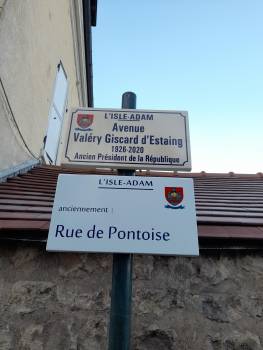 L'ISLE-ADAM
Avenue
Valéry Giscard d'Estaing
1926-2020
Ancien Président de la République
L'ISLE-ADAM
anciennement :
Rue de Pontoise